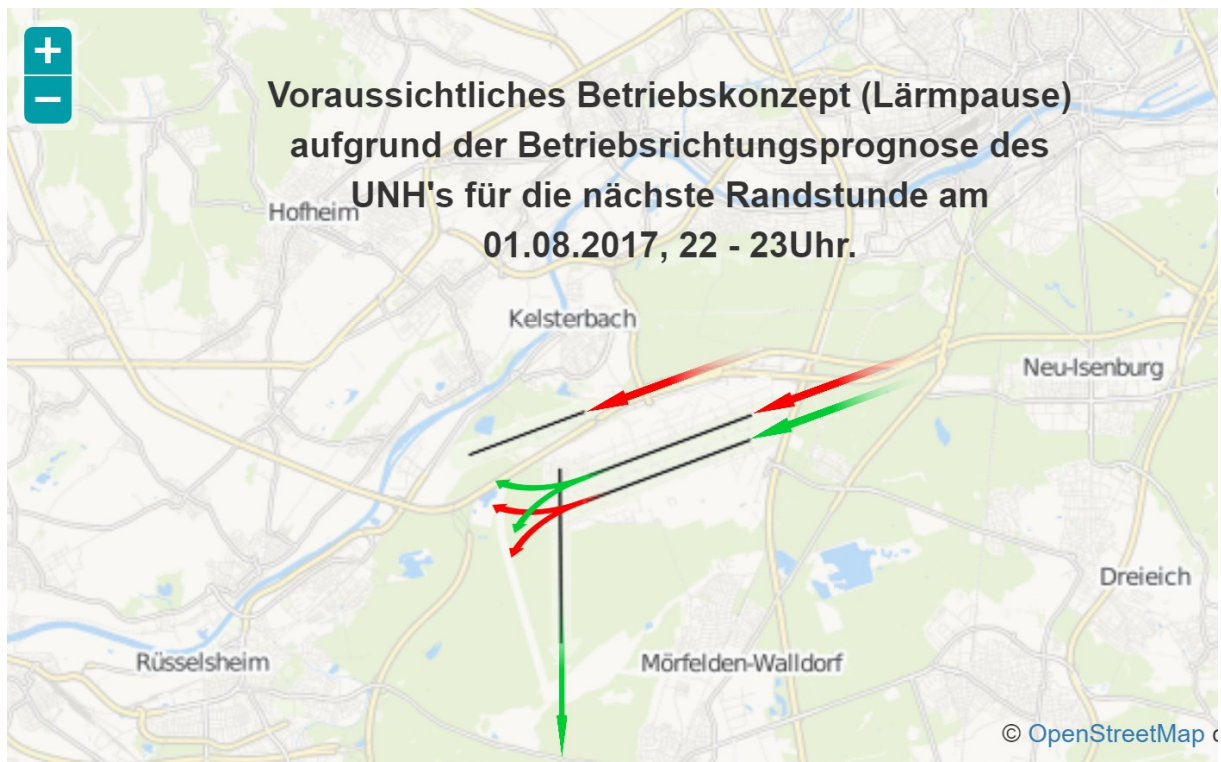 +
−
Voraussichtliches Betriebskonzept (Lärmpause)
aufgrund der Betriebsrichtungsprognose des
UNH's für die nächste Randstunde am
01.08.2017, 22 - 23Uhr.
Hofheim
Kelsterbach
Neu-Isenburg
Dreieich
Rüsselsheim
Mörfelden-Walldorf
© OpenStreetMap